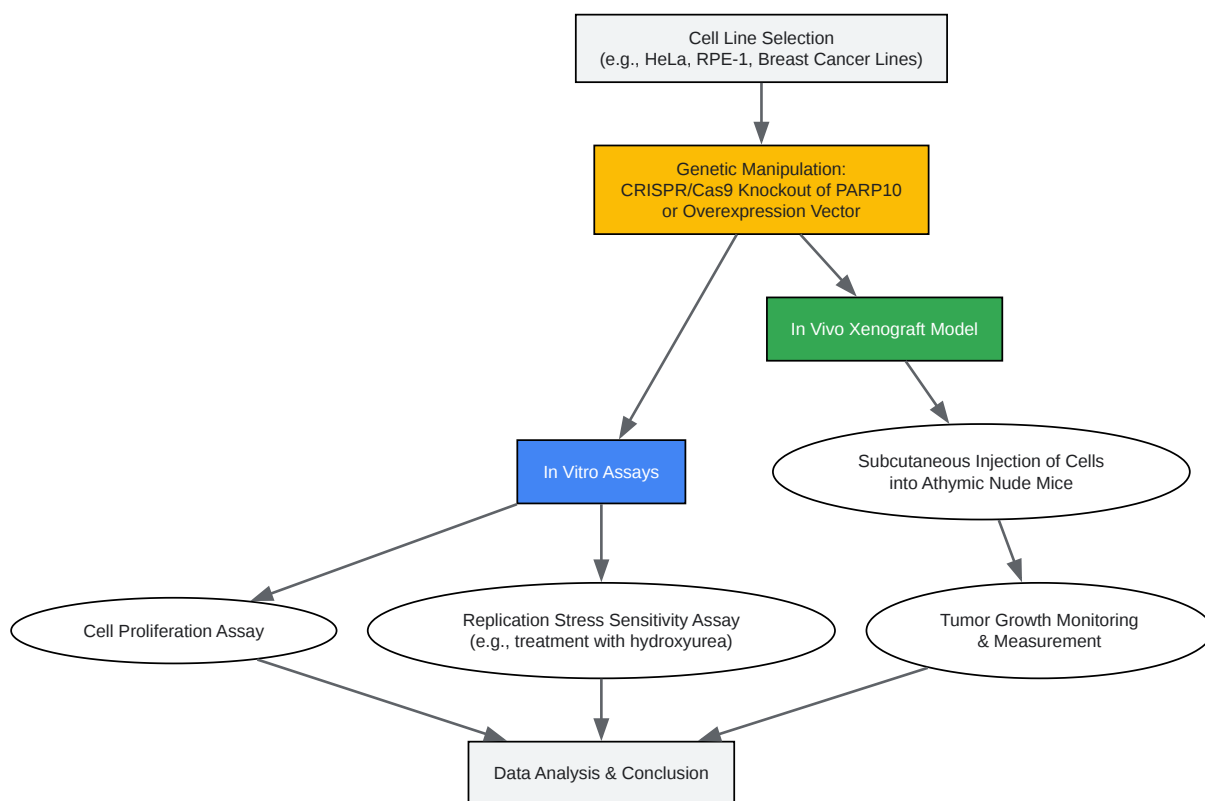 Cell Line Selection
(e.g., HeLa, RPE-1, Breast Cancer Lines)
Genetic Manipulation:
CRISPR/Cas9 Knockout of PARP10
or Overexpression Vector
In Vivo Xenograft Model
In Vitro Assays
Subcutaneous Injection of Cells
into Athymic Nude Mice
Cell Proliferation Assay
Replication Stress Sensitivity Assay
(e.g., treatment with hydroxyurea)
Tumor Growth Monitoring
& Measurement
Data Analysis & Conclusion